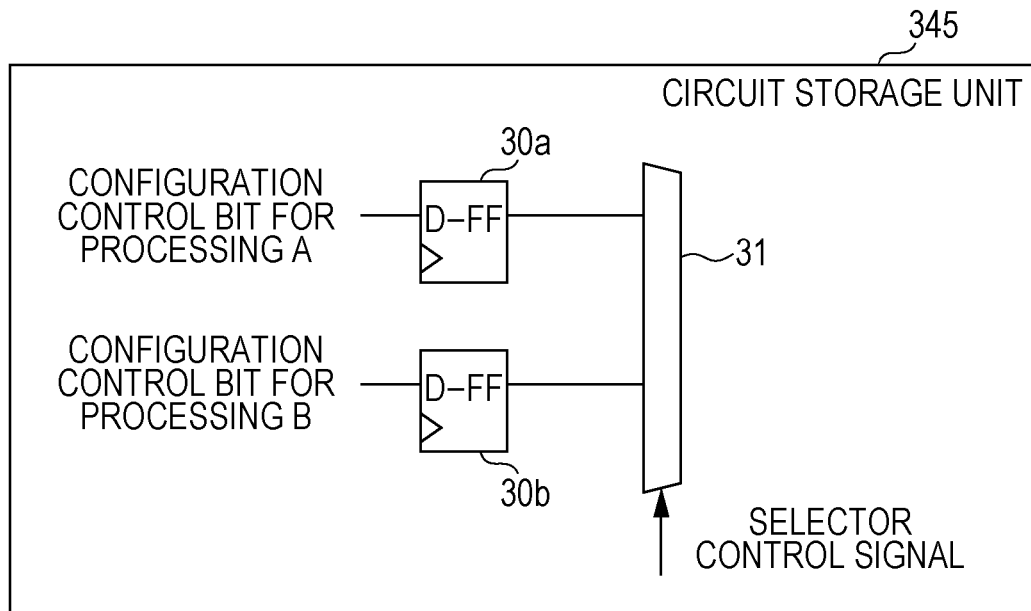 345
CIRCUIT STORAGE UNIT
30a
CONFIGURATION
CONTROL BIT FOR
PROCESSING A
D-FF
31
CONFIGURATION
CONTROL BIT FOR
PROCESSING B
D-FF
30b
SELECTOR
CONTROL SIGNAL